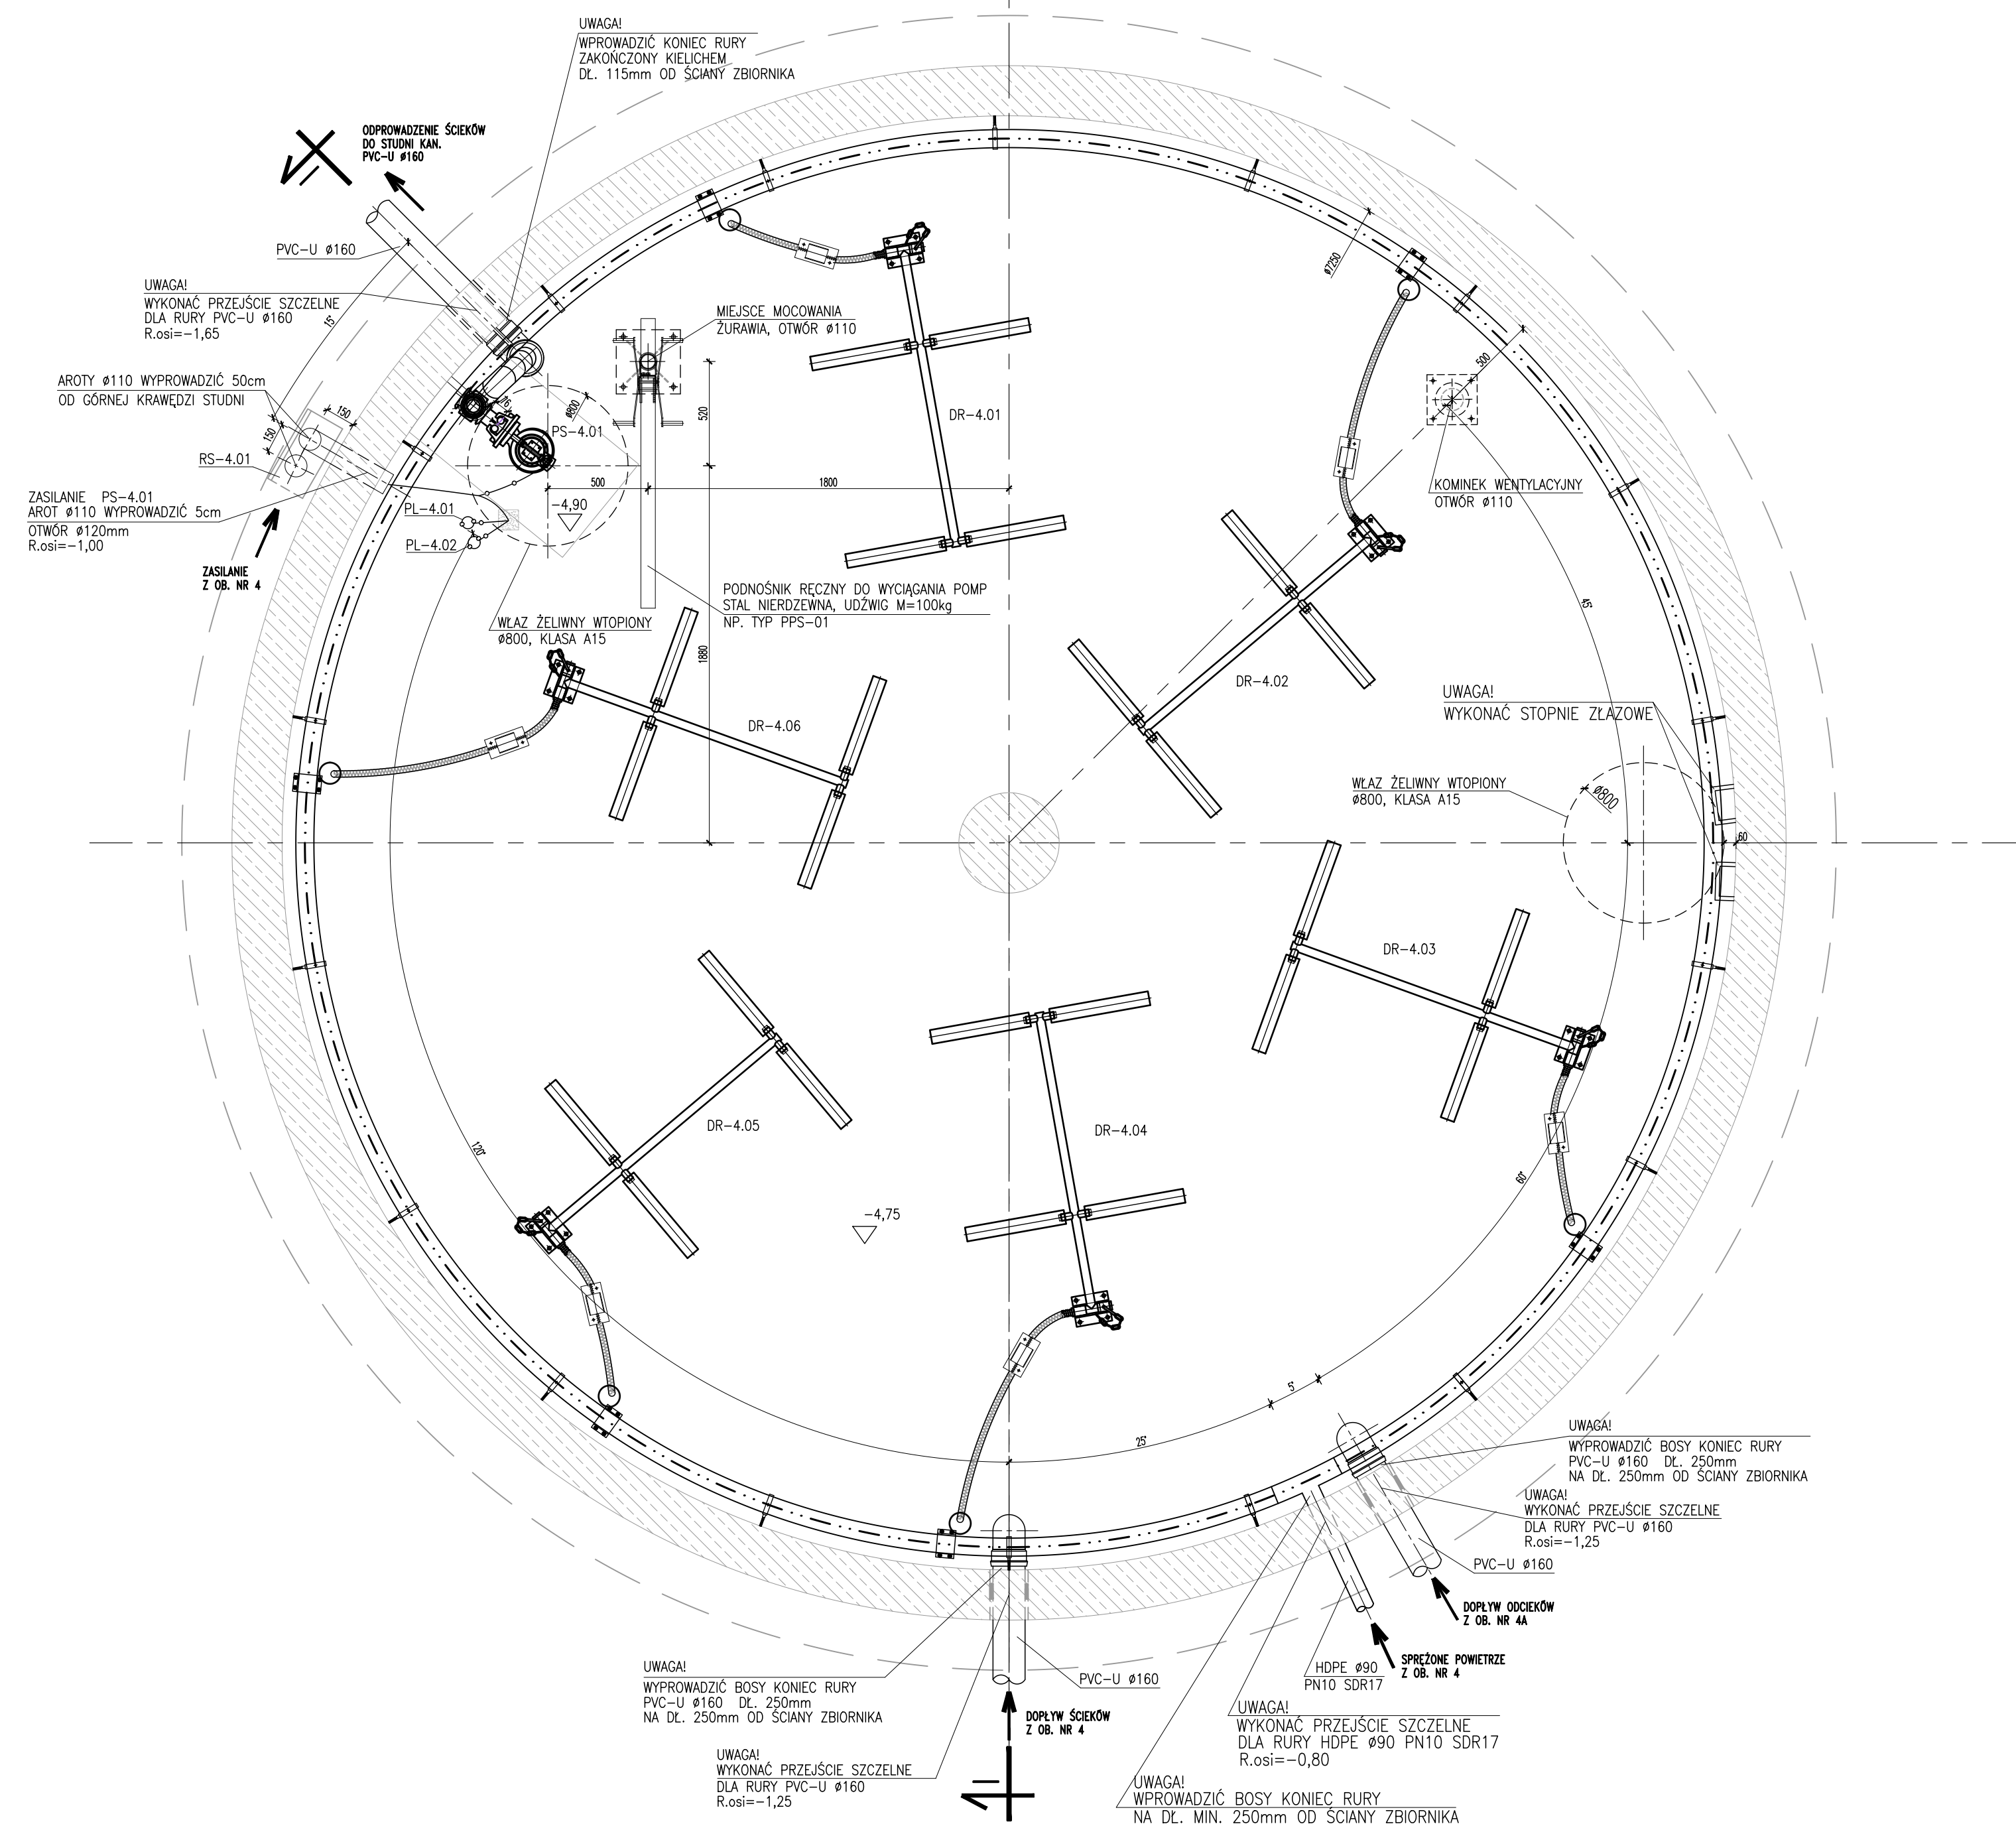 UWAGA!
WPROWADZIĆ KONIEC RURY
ZAKOŃCZONY KIELICHEM
DŁ. 115mm OD ŚCIANY ZBIORNIKA
ODPROWADZENIE ŚCIEKÓW
DO STUDNI KAN.
PVC-U ø160
PVC-U ø160
UWAGA!
WYKONAĆ PRZEJŚCIE SZCZELNE
DLA RURY PVC-U ø160
R.osi=-1,65
15°
AROTY ø110 WYPROWADZIĆ 50cm
OD GÓRNEJ KRAWĘDZI STUDNI
150
150
RS-4.01
ZASILANIE PS-4.01
AROT ø110 WYPROWADZIĆ 5cm
OTWÓR ø120mm
R.osi=-1,00
ZASILANIE
Z OB. NR 4
MIEJSCE MOCOWANIA
ŻURAWIA, OTWÓR ø110
ø800
PS-4.01
520
500
1800
-4,90
PL-4.01
PL-4.02
DR-4.01
ø7250
500
KOMINEK WENTYLACYJNY
OTWÓR ø110
PODNOŚNIK RĘCZNY DO WYCIĄGANIA POMP
STAL NIERDZEWNA, UDŹWIG M=100kg
NP. TYP PPS-01
WŁAZ ŻELIWNY WTOPIONY
ø800, KLASA A15
45°
1880
DR-4.02
DR-4.06
UWAGA!
WYKONAĆ STOPNIE ZŁAZOWE
WŁAZ ŻELIWNY WTOPIONY
ø800, KLASA A15
ø800
60
DR-4.03
DR-4.05
DR-4.04
120°
60°
-4,75
5°
25°
UWAGA!
WYPROWADZIĆ BOSY KONIEC RURY
PVC-U ø160 DŁ. 250mm
NA DŁ. 250mm OD ŚCIANY ZBIORNIKA
UWAGA!
WYKONAĆ PRZEJŚCIE SZCZELNE
DLA RURY PVC-U ø160
R.osi=-1,25
PVC-U ø160
DOPŁYW ODCIEKÓW
Z OB. NR 4A
SPRĘŻONE POWIETRZE
Z OB. NR 4
HDPE ø90
PN10 SDR17
UWAGA!
WYPROWADZIĆ BOSY KONIEC RURY
PVC-U ø160 DŁ. 250mm
NA DŁ. 250mm OD ŚCIANY ZBIORNIKA
PVC-U ø160
DOPŁYW ŚCIEKÓW
Z OB. NR 4
UWAGA!
WYKONAĆ PRZEJŚCIE SZCZELNE
DLA RURY HDPE ø90 PN10 SDR17
R.osi=-0,80
UWAGA!
WYKONAĆ PRZEJŚCIE SZCZELNE
DLA RURY PVC-U ø160
R.osi=-1,25
UWAGA!
WPROWADZIĆ BOSY KONIEC RURY
NA DŁ. MIN. 250mm OD ŚCIANY ZBIORNIKA